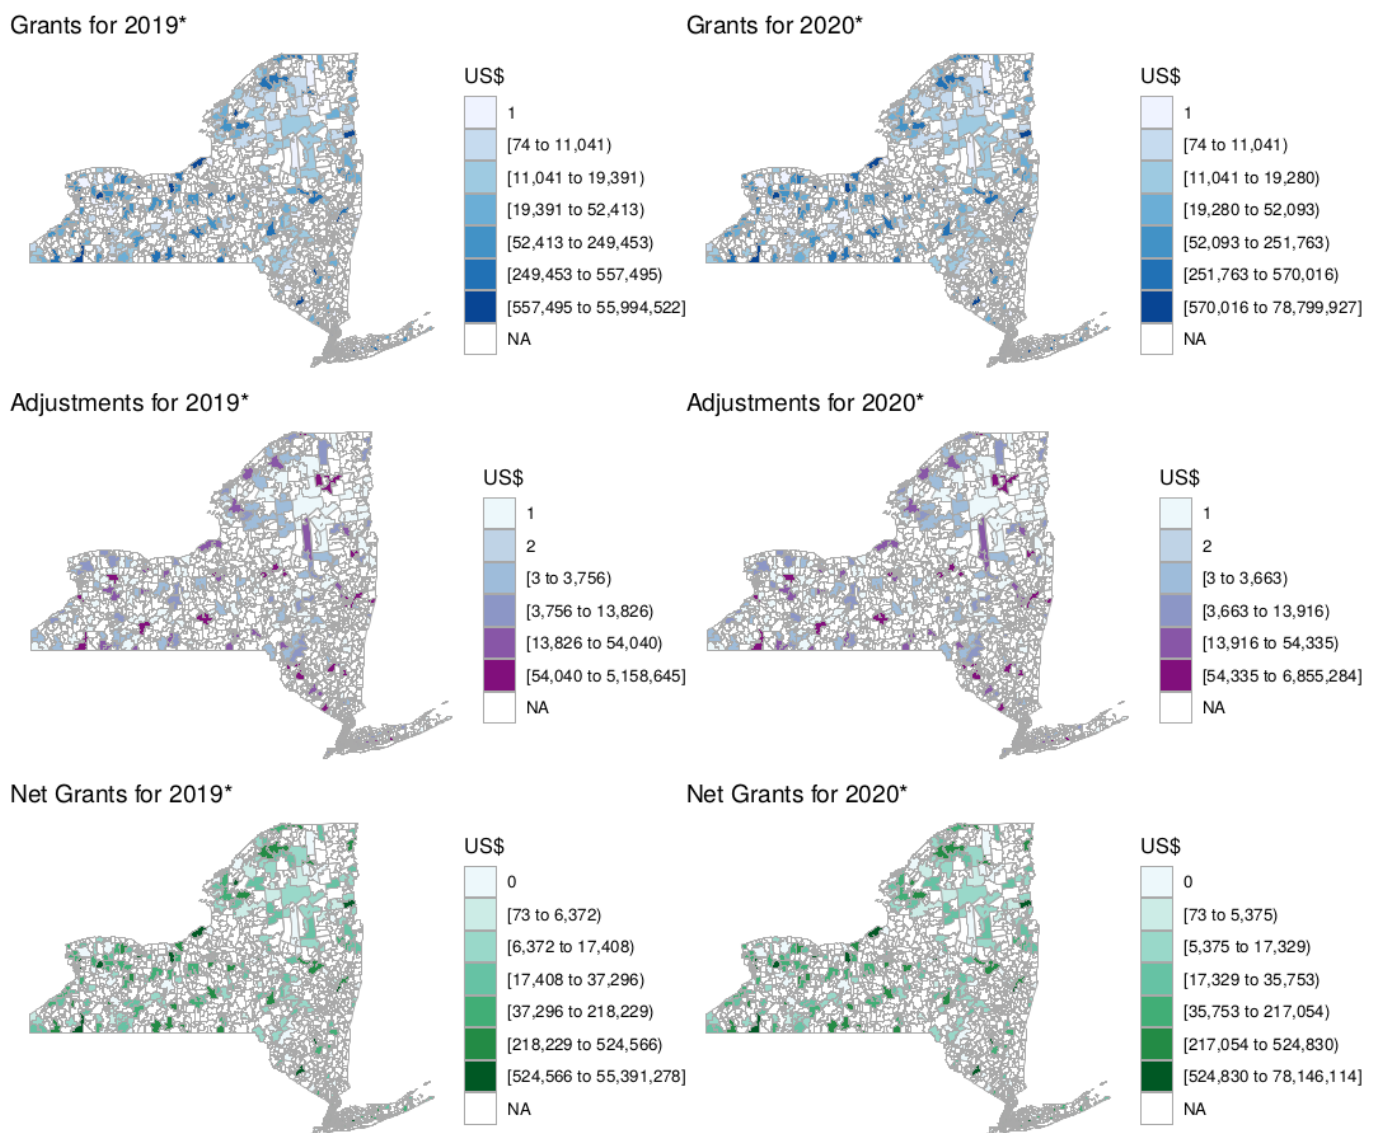 Grants for 2019*
US$
1
[74 to 11,041)
[11,041 to 19,391)
[19,391 to 52,413)
[52,413 to 249,453)
[249,453 to 557,495)
[557,495 to 55,994,522]
NA
Grants for 2020*
US$
1
[74 to 11,041)
[11,041 to 19,280)
[19,280 to 52,093)
[52,093 to 251,763)
[251,763 to 570,016)
[570,016 to 78,799,927]
NA
Adjustments for 2019*
US$
1
2
[3 to 3,756)
[3,756 to 13,826)
[13,826 to 54,040)
[54,040 to 5,158,645]
NA
Adjustments for 2020*
US$
1
2
[3 to 3,663)
[3,663 to 13,916)
[13,916 to 54,335)
[54,335 to 6,855,284]
NA
Net Grants for 2019*
US$
0
[73 to 6,372)
[6,372 to 17,408)
[17,408 to 37,296)
[37,296 to 218,229)
[218,229 to 524,566)
[524,566 to 55,391,278]
NA
Net Grants for 2020*
US$
0
[73 to 5,375)
[5,375 to 17,329)
[17,329 to 35,753)
[35,753 to 217,054)
[217,054 to 524,830)
[524,830 to 78,146,114]
NA